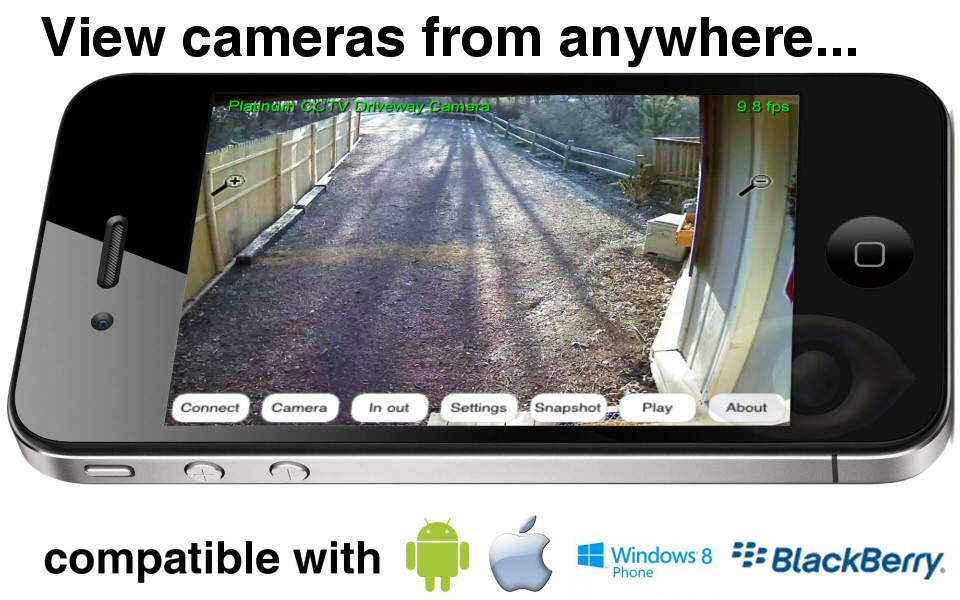 View cameras from anywhere...
Platinum CCTV Driveway Camera
9.8 fps
Connect
Camera
In out
Settings
Snapshot
Play
About
compatible with
Windows 8
Phone
BlackBerry.